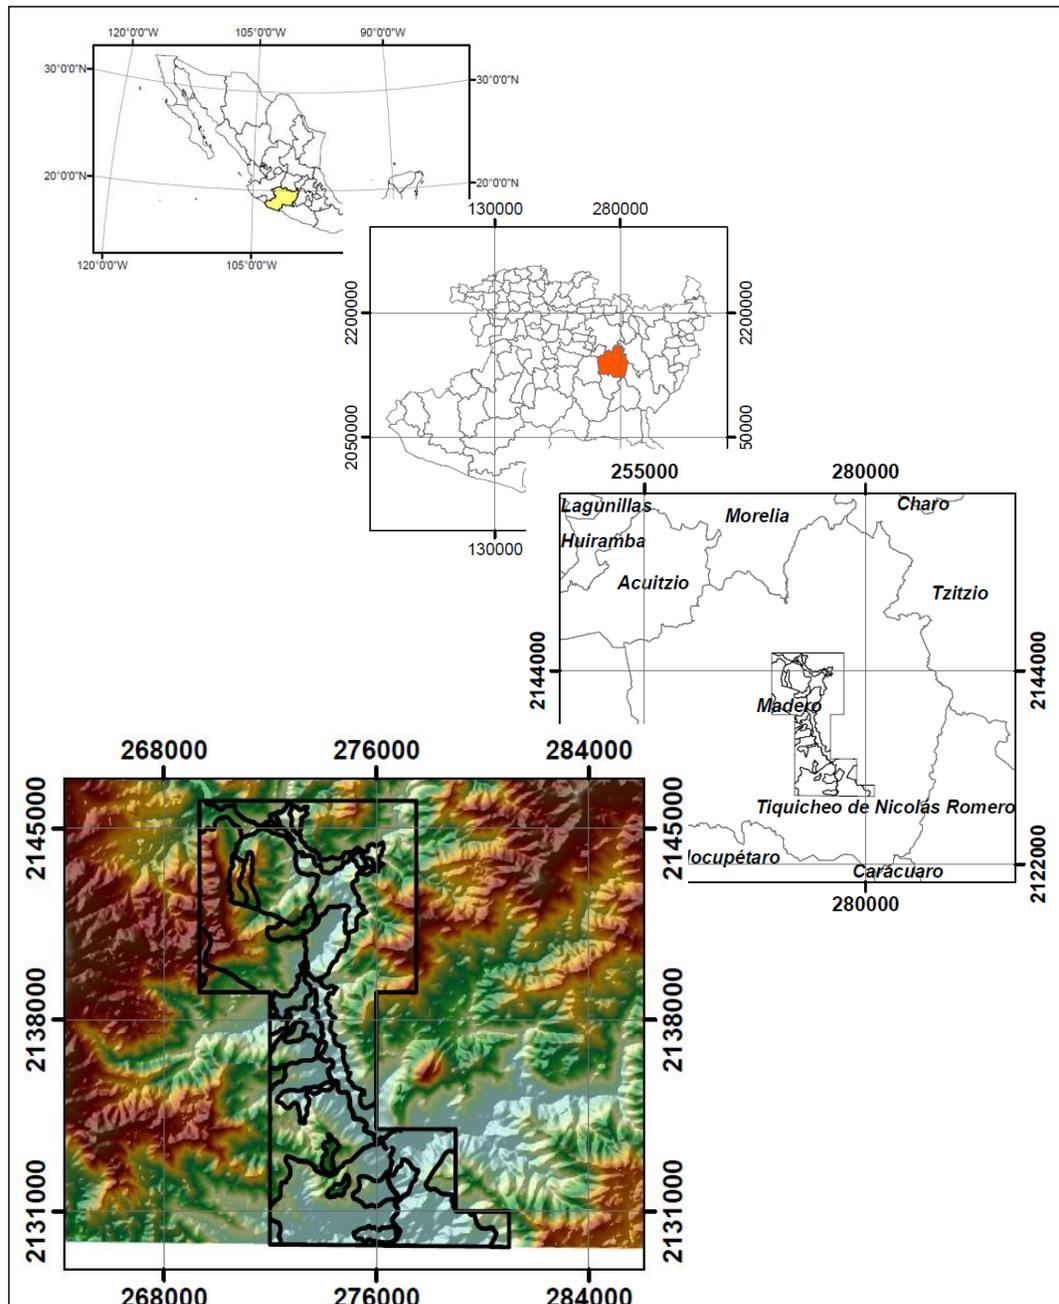 120°0'0"W 105°0'0"W 90°0'0"W
30°0'0"N
30°0'0"N
20°0'0"N
20°0'0"N
120°0'0"W
105°0'0"W
130000 280000
2200000
2200000
2050000
50000
130000
255000 280000
Lagunillas
Morelia
Charo
Huiramba
Acuitzio
Tzitzio
2144000
2144000
Madero
Tiquicheo de Nicolás Romero
locupétaro
Carácuaro
2122000
280000
268000 276000 284000
2145000
2145000
2138000
2138000
2131000
2131000
268000 276000 284000